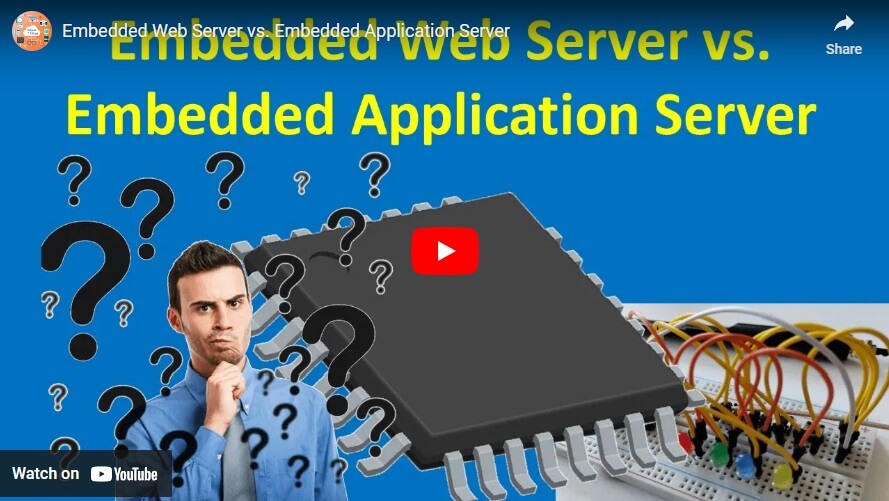 Embedded Web Server vs. Embedded Application Server
Share
Embedded Web Server vs.
Embedded Application Server
Watch on YouTube